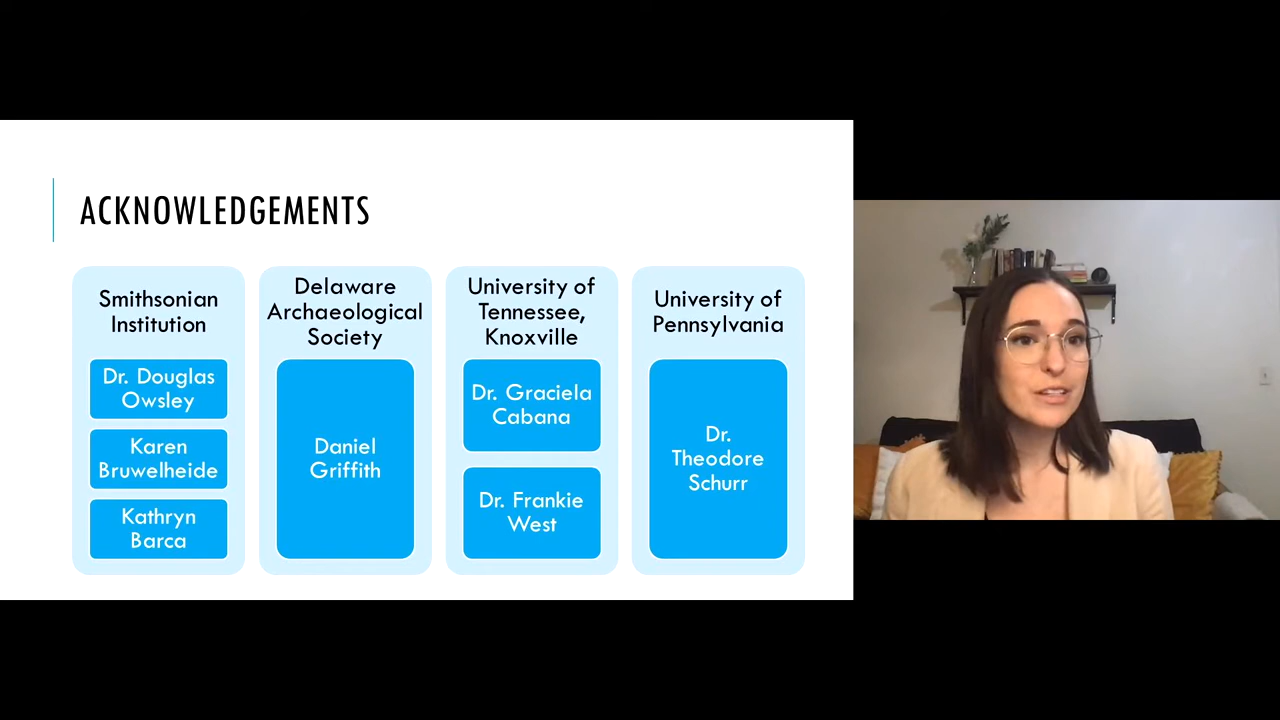 ACKNOWLEDGEMENTS
Smithsonian
Institution
Dr. Douglas
Owsley
Karen
Bruwelheide
Kathryn
Barca
Delaware
Archaeological
Society
Daniel
Griffith
University of
Tennessee,
Knoxville
Dr. Graciela
Cabana
Dr. Frankie
West
University of
Pennsylvania
Dr.
Theodore
Schurr